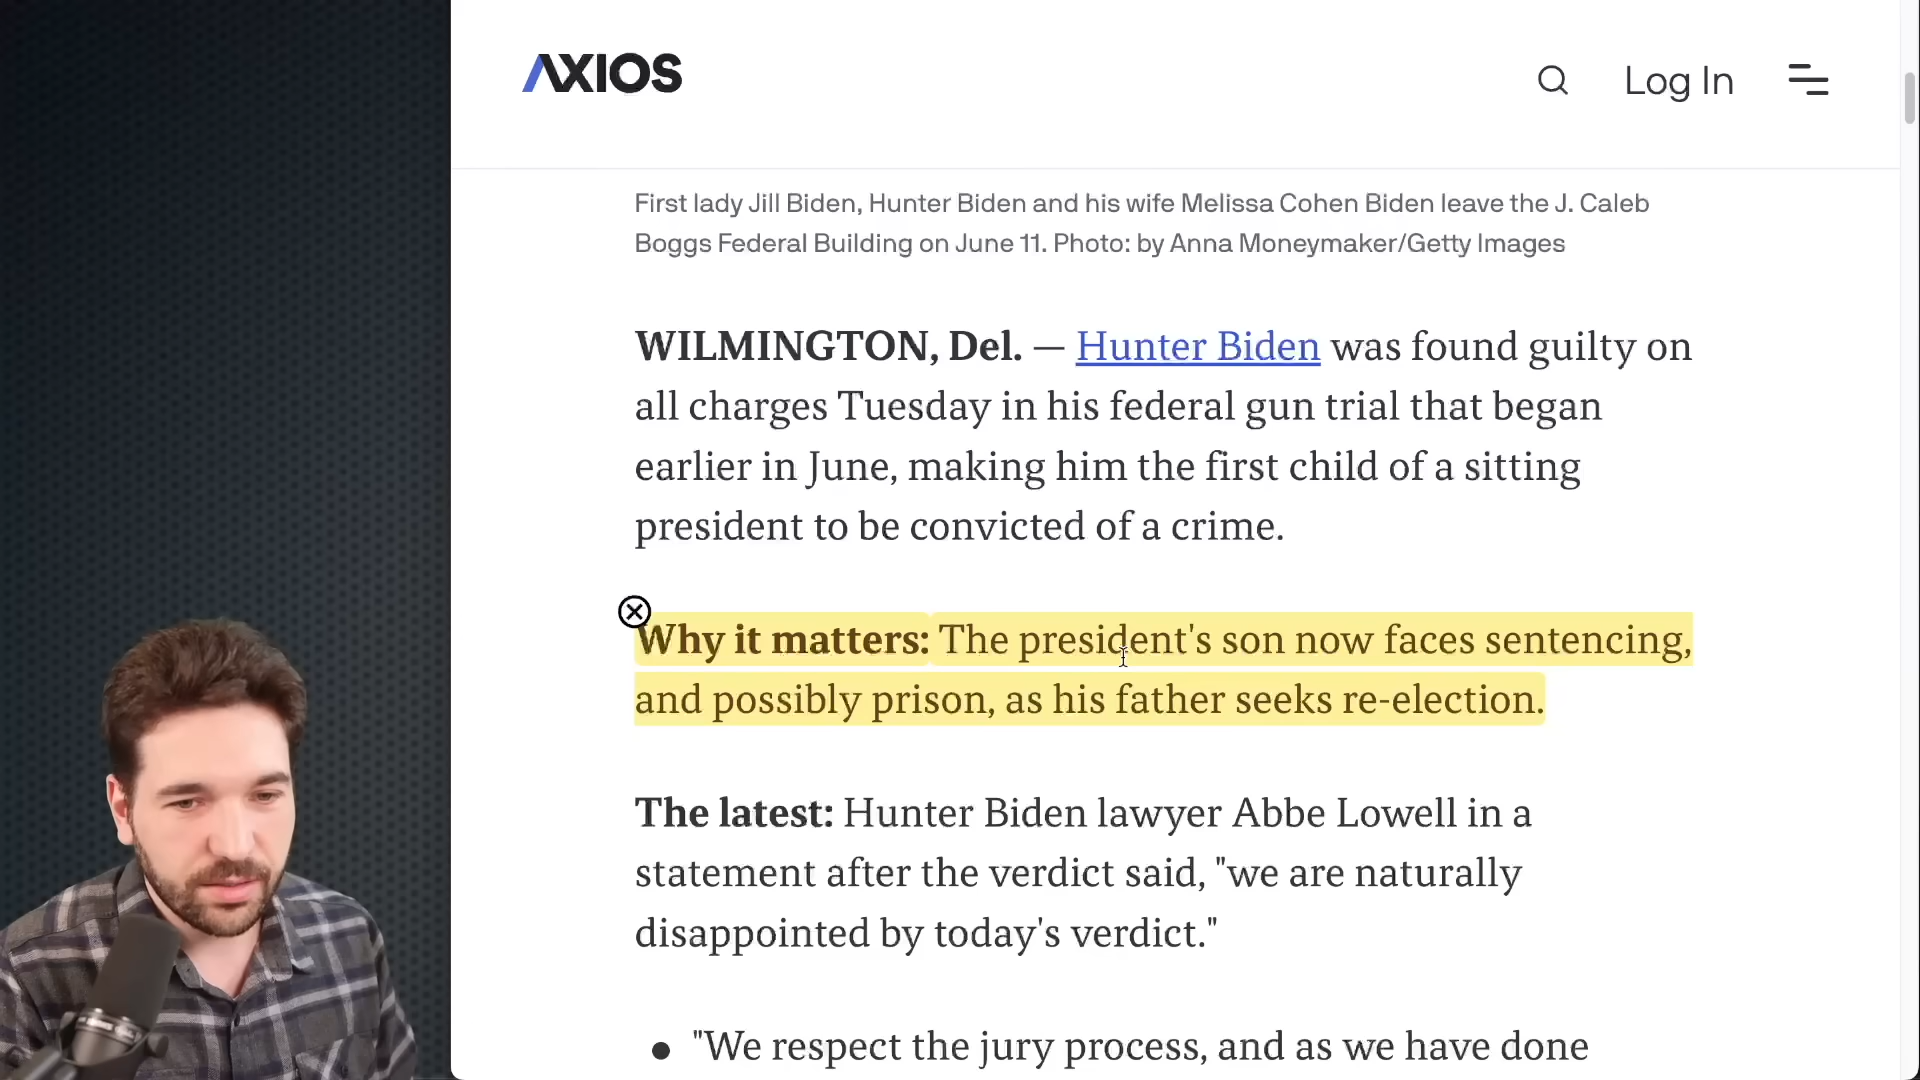 AXIOS
Log In
First lady Jill Biden, Hunter Biden and his wife Melissa Cohen Biden leave the J. Caleb
Boggs Federal Building on June 11. Photo: by Anna Moneymaker/Getty Images
WILMINGTON, Del. — Hunter Biden was found guilty on
all charges Tuesday in his federal gun trial that began
earlier in June, making him the first child of a sitting
president to be convicted of a crime.
Why it matters: The president's son now faces sentencing,
and possibly prison, as his father seeks re-election.
The latest: Hunter Biden lawyer Abbe Lowell in a
statement after the verdict said, "we are naturally
disappointed by today's verdict."
• "We respect the jury process, and as we have done